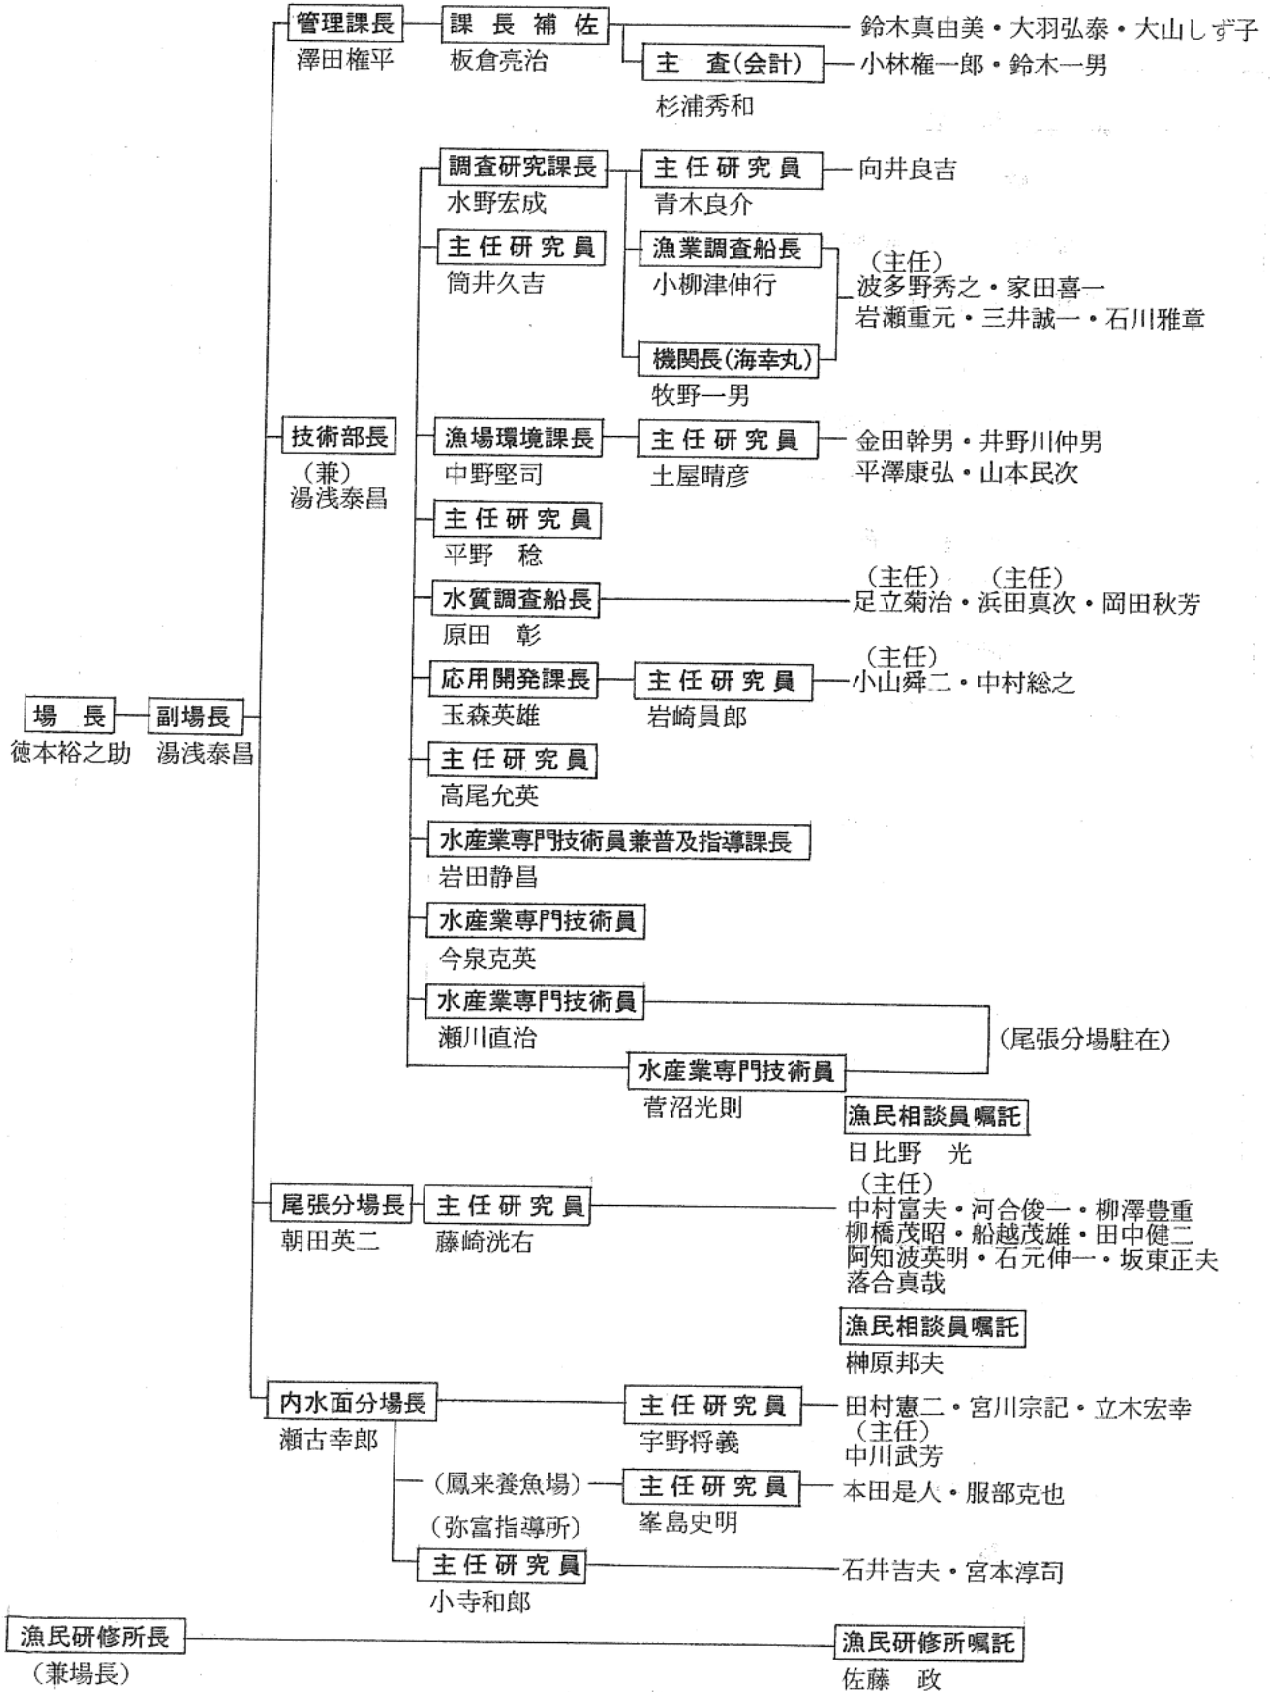 管理課長 課長補佐 鈴木真由美・大羽弘泰・大山しず子
澤田権平 板倉亮治 主査(会計) 小林権一郎・鈴木一男
杉浦秀和
調査研究課長 主任研究員 向井良吉
水野宏成 青木良介
主任研究員 漁業調査船長 (主任)
筒井久吉 小柳津伸行 波多野秀之・家田喜一
岩瀬重元・三井誠一・石川雅章
機関長(海幸丸)
牧野一男
技術部長 漁場環境課長 主任研究員 金田幹男・井野川仲男
(兼) 中野堅司 土屋晴彦 平澤康弘・山本民次
湯浅泰昌
主任研究員
平野 稔
(主任) (主任)
水質調査船長 足立菊治・浜田真次・岡田秋芳
原田 彰
(主任)
応用開発課長 主任研究員 小山舜二・中村総之
玉森英雄 岩崎員郎
場長 副場長
徳本裕之助 湯浅泰昌
主任研究員
高尾允英
水産業専門技術員兼普及指導課長
岩田静昌
水産業専門技術員
今泉克英
水産業専門技術員
瀬川直治 (尾張分場駐在)
水産業専門技術員
菅沼光則
漁民相談員嘱託
日比野 光
(主任)
尾張分場長 主任研究員 中村富夫・河合俊一・柳澤豊重
朝田英二 藤崎洸右 柳橋茂昭・船越茂雄・田中健二
阿知波英明・石元伸一・坂東正夫
落合真哉
漁民相談員嘱託
榊原邦夫
内水面分場長 主任研究員 田村憲二・宮川宗記・立木宏幸
瀬古幸郎 宇野将義 (主任)
中川武芳
(鳳来養魚場) 主任研究員 本田是人・服部克也
(弥富指導所) 峯島史明
主任研究員 石井吉夫・宮本淳司
小寺和郎
漁民研修所長 漁民研修所嘱託
(兼場長) 佐藤 政